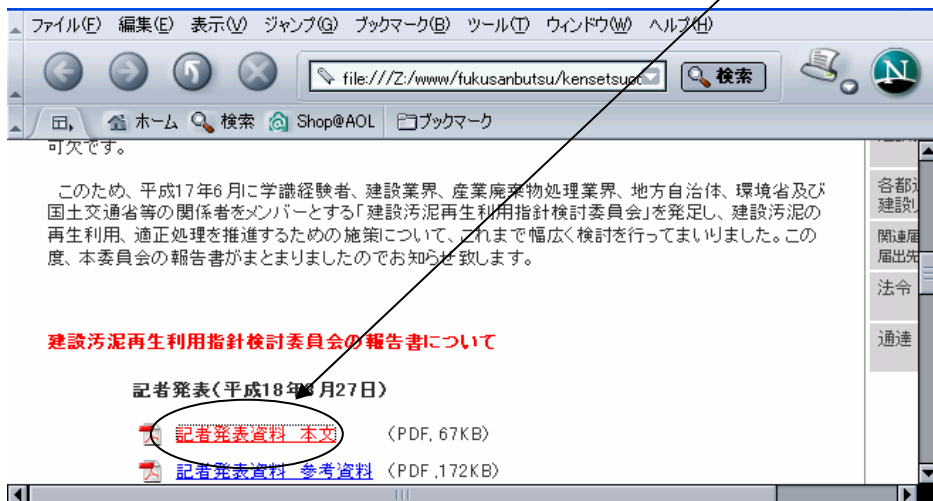 ファイル(F) 編集(E) 表示(V) ジャンプ(G) ブックマーク(B) ツール(T) ウィンドウ(W) ヘルプ(H)
file:///Z:/www/fukusanbutsu/kensetsu 検索 N
ホーム 検索 Shop@AOL ブックマーク
可欠です。
このため、平成17年6月に学識経験者、建設業界、産業廃棄物処理業界、地方自治体、環境省及び
国土交通省等の関係者をメンバーとする「建設汚泥再生利用指針検討委員会」を発足し、建設汚泥の
再生利用、適正処理を推進するための施策について、これまで幅広く検討を行ってまいりました。この
度、本委員会の報告書がまとまりましたのでお知らせ致します。
各都
建設
関連
届出先
法令
通達
建設汚泥再生利用指針検討委員会の報告書について
記者発表(平成18年 月27日)
記者発表資料 本文 (PDF, 67KB)
記者発表資料 参考資料 (PDF ,172KB)